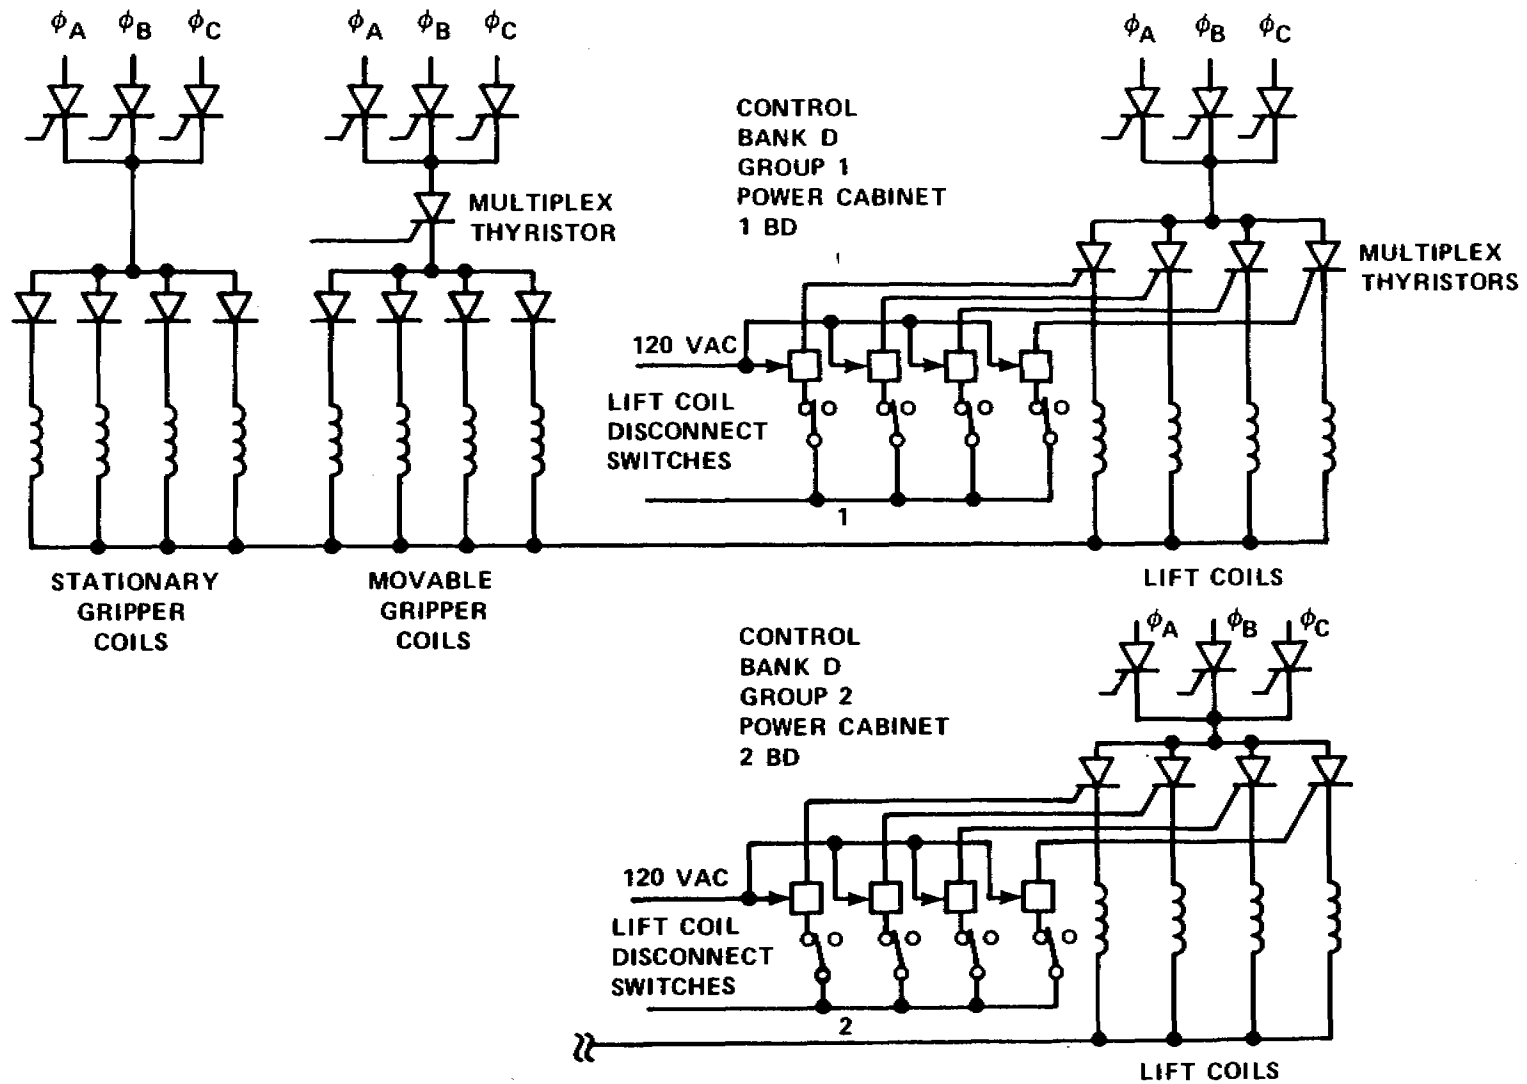 ϕA ϕB ϕC
ϕA ϕB ϕC
ϕA ϕB ϕC
CONTROL
BANK D
GROUP 1
POWER CABINET
1 BD
MULTIPLEX
THYRISTOR
MULTIPLEX
THYRISTORS
120 VAC
LIFT COIL
DISCONNECT
SWITCHES
1
STATIONARY
GRIPPER
COILS
MOVABLE
GRIPPER
COILS
LIFT COILS
CONTROL
BANK D
GROUP 2
POWER CABINET
2 BD
ϕA ϕB ϕC
120 VAC
LIFT COIL
DISCONNECT
SWITCHES
2
LIFT COILS